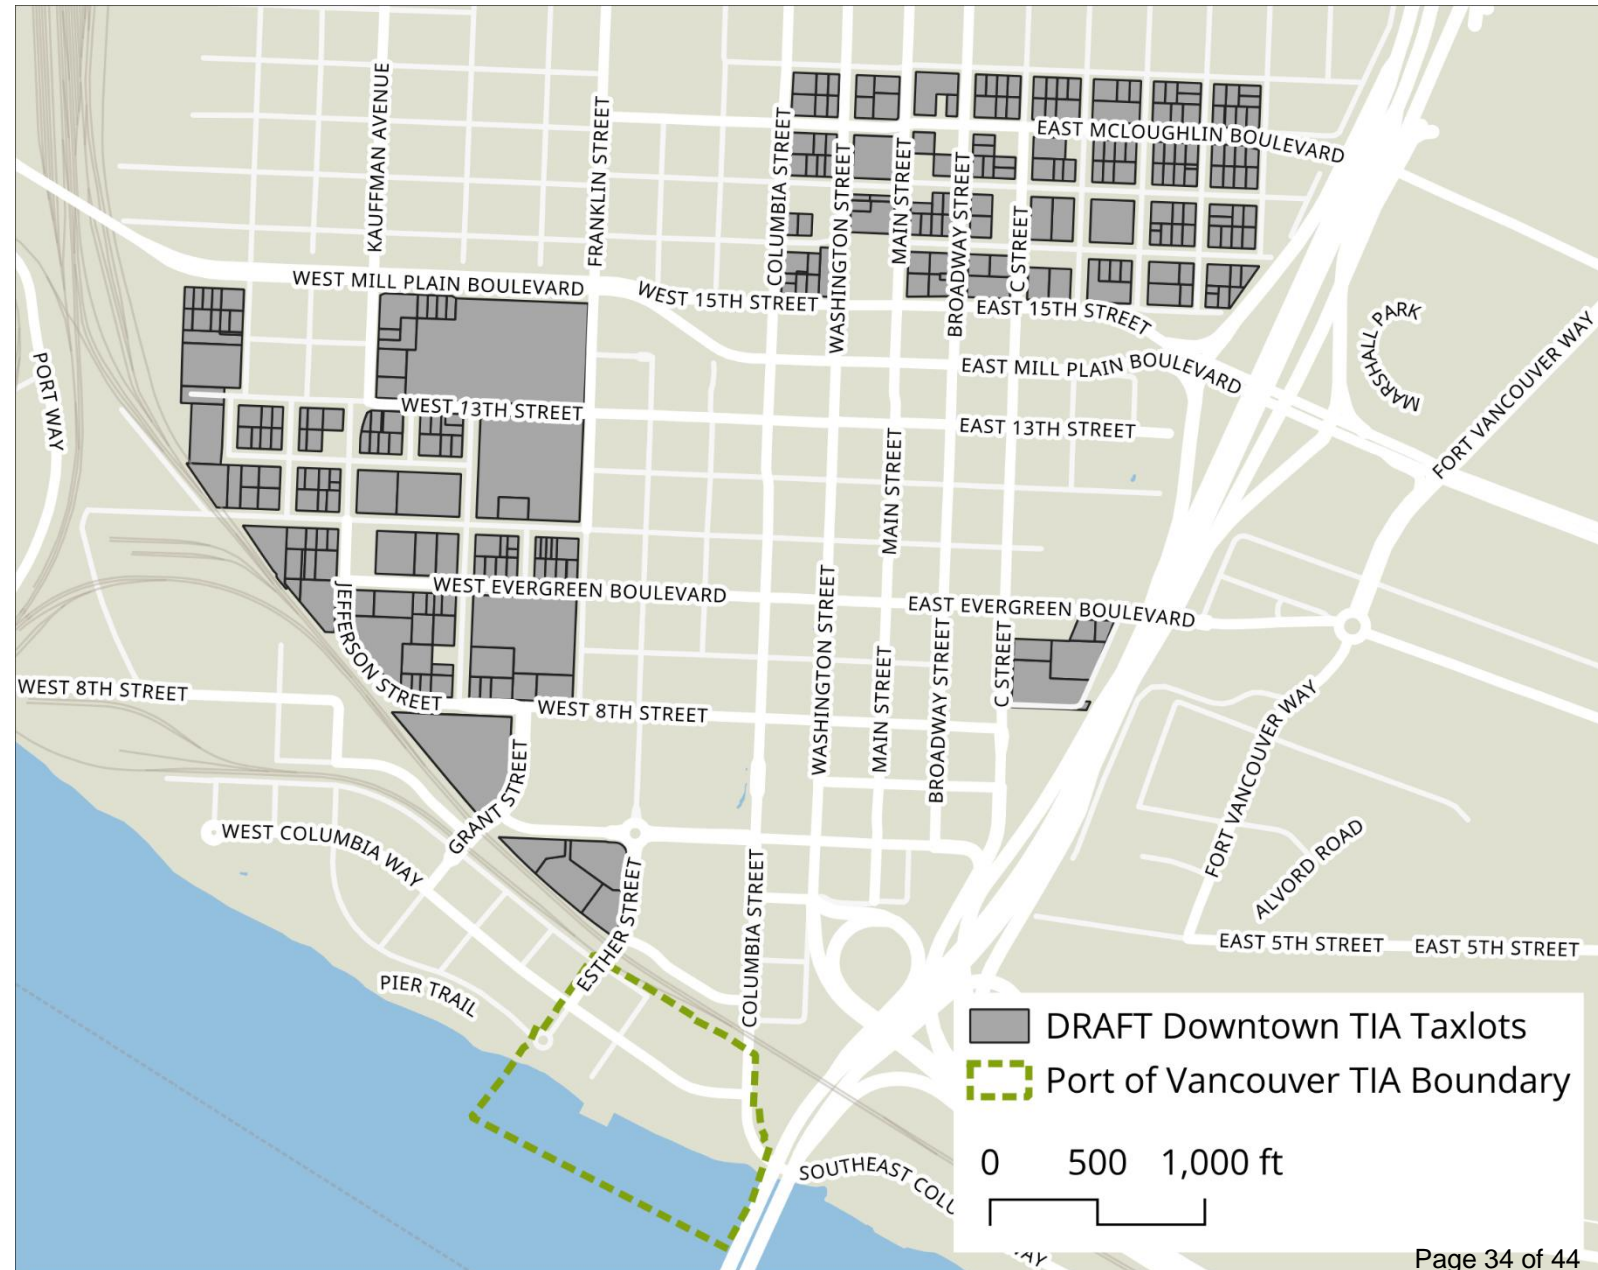 KAUFFMAN AVENUE
FRANKLIN STREET
COLUMBIA STREET
WASHINGTON STREET
MAIN STREET
BROADWAY STREET
C STREET
EAST MCLOUGHLIN BOULEVARD
WEST MILL PLAIN BOULEVARD
WEST 15TH STREET
EAST 15TH STREET
MARSHALL PARK
FORT VANCOUVER WAY
PORT WAY
EAST MILL PLAIN BOULEVARD
WEST 13TH STREET
EAST 13TH STREET
MAIN STREET
JEFFERSON STREET
WEST EVERGREEN BOULEVARD
EAST EVERGREEN BOULEVARD
WASHINGTON STREET
MAIN STREET
BROADWAY STREET
C STREET
WEST 8TH STREET
WEST 8TH STREET
FORT VANCOUVER WAY
GRANT STREET
WEST COLUMBIA WAY
ALVORD ROAD
ESTHER STREET
COLUMBIA STREET
EAST 5TH STREET
EAST 5TH STREET
PIER TRAIL
DRAFT Downtown TIA Taxlots
Port of Vancouver TIA Boundary
0 500 1,000 ft
SOUTHEAST COLU
WAY
Page 34 of 44